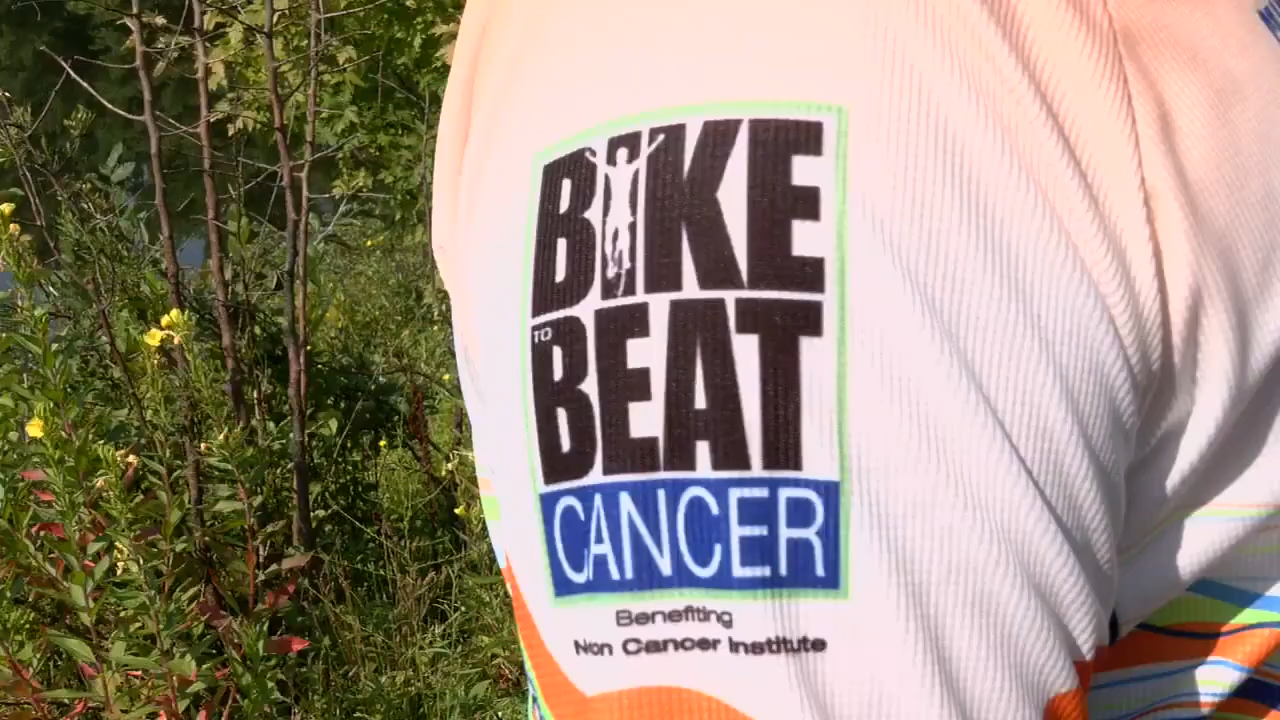 BIKE
TO
BEAT
CANCER
Benefiting
Non Cancer Institute